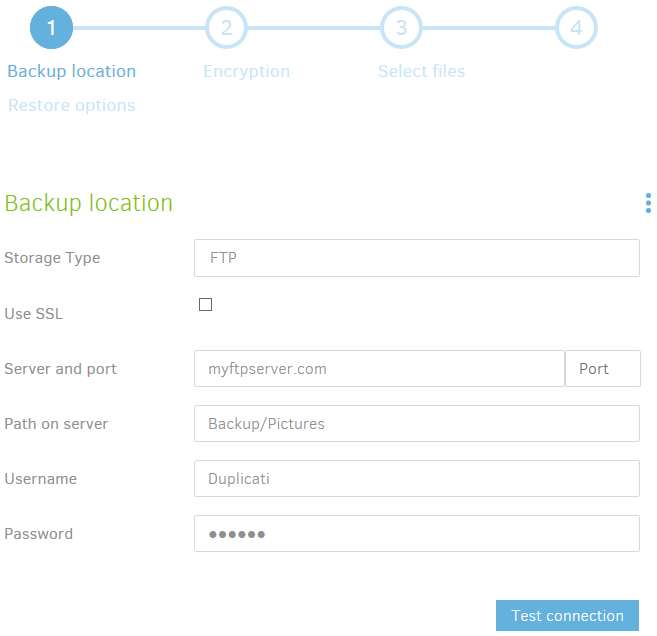 1 2 3 4
Backup location Encryption Select files
Restore options
Backup location
Storage Type FTP
Use SSL
Server and port myftpserver.com Port
Path on server Backup/Pictures
Username Duplicati
Password ●●●●●●
Test connection